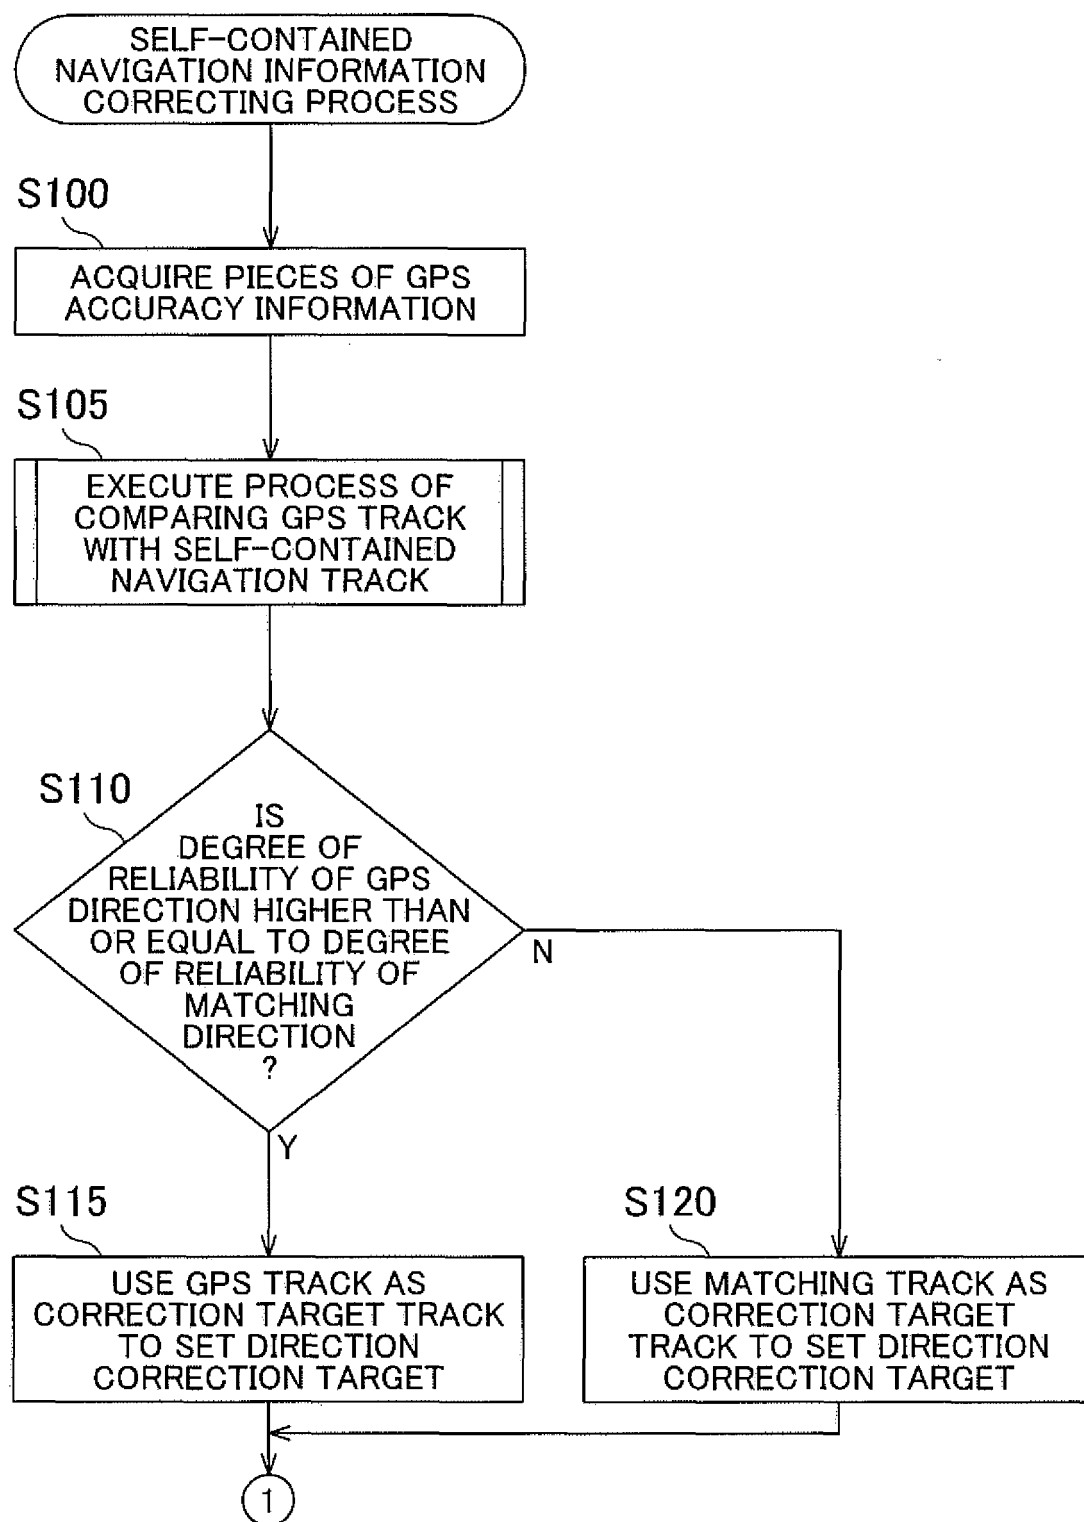 SELF-CONTAINED
NAVIGATION INFORMATION
CORRECTING PROCESS
S100
ACQUIRE PIECES OF GPS
ACCURACY INFORMATION
S105
EXECUTE PROCESS OF
COMPARING GPS TRACK
WITH SELF-CONTAINED
NAVIGATION TRACK
S110
IS
DEGREE OF
RELIABILITY OF GPS
DIRECTION HIGHER THAN
OR EQUAL TO DEGREE
OF RELIABILITY OF
MATCHING
DIRECTION
?
N
Y
S115
USE GPS TRACK AS
CORRECTION TARGET TRACK
TO SET DIRECTION
CORRECTION TARGET
S120
USE MATCHING TRACK AS
CORRECTION TARGET
TRACK TO SET DIRECTION
CORRECTION TARGET
1